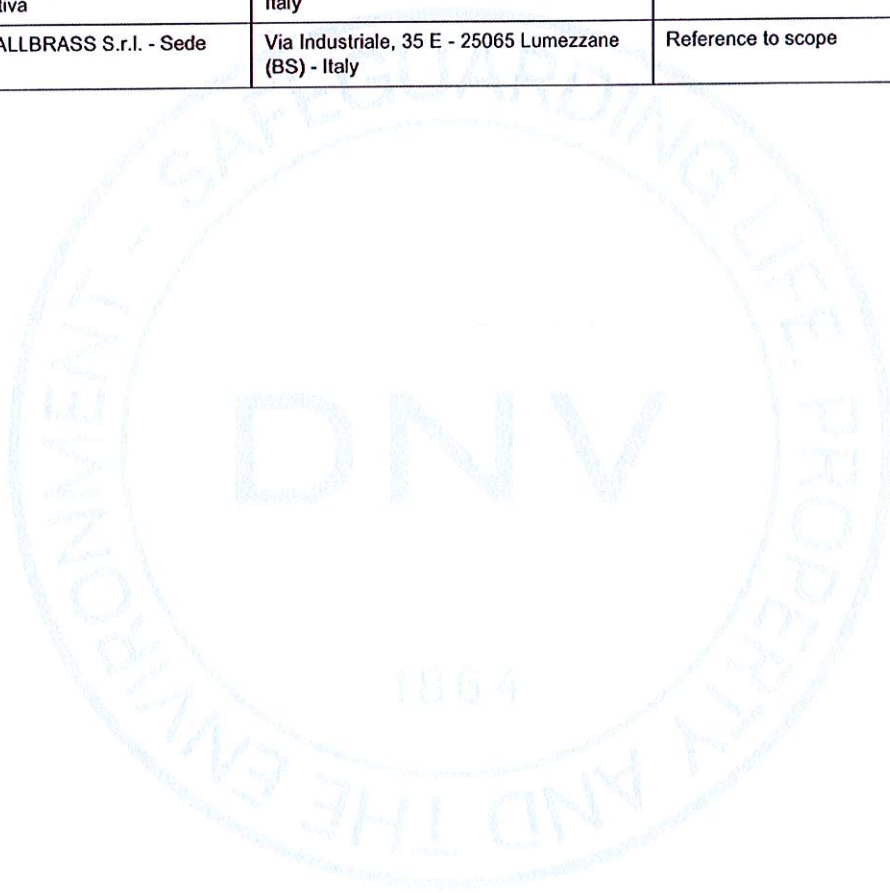 tiva
Italy
ALLBRASS S.r.l. - Sede
Via Industriale, 35 E - 25065 Lumezzane
(BS) - Italy
Reference to scope
SAFEGUARDING LIFE PROPERTY AND THE ENVIRONMENT -
DNV
1864